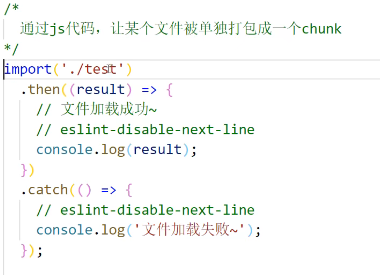 /*
  通过js代码，让某个文件被单独打包成一个chunk
*/
import('./test')
  .then((result) => {
    // 文件加载成功~
    // eslint-disable-next-line
    console.log(result);
  })
  .catch(() => {
    // eslint-disable-next-line
    console.log('文件加载失败~');
  });